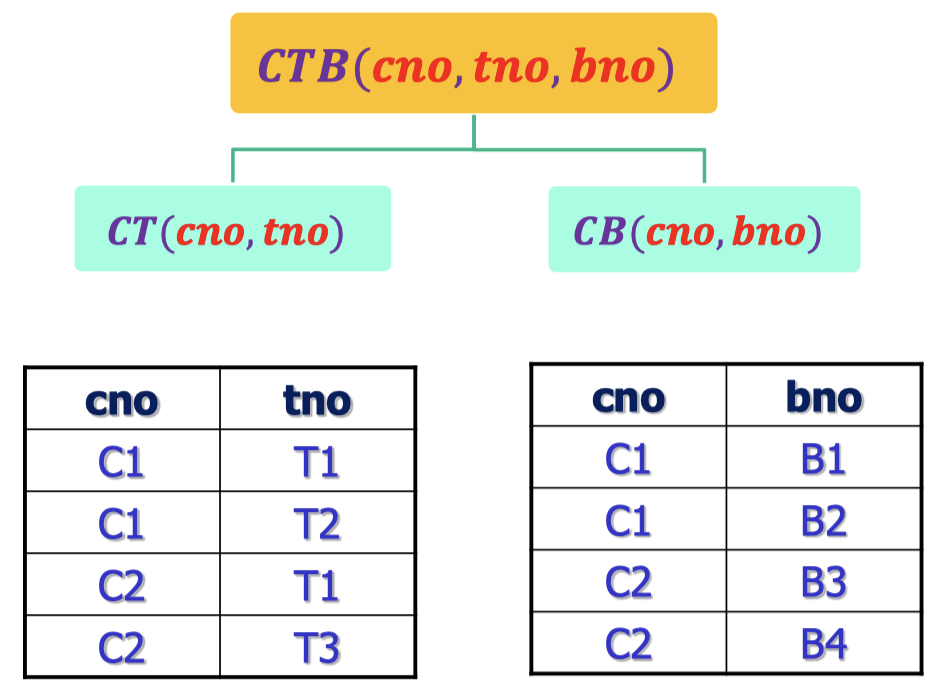 CTB(cno, tno, bno)
CT(cno, tno)
CB(cno, bno)
cno tno
C1 T1
C1 T2
C2 T1
C2 T3
cno bno
C1 B1
C1 B2
C2 B3
C2 B4